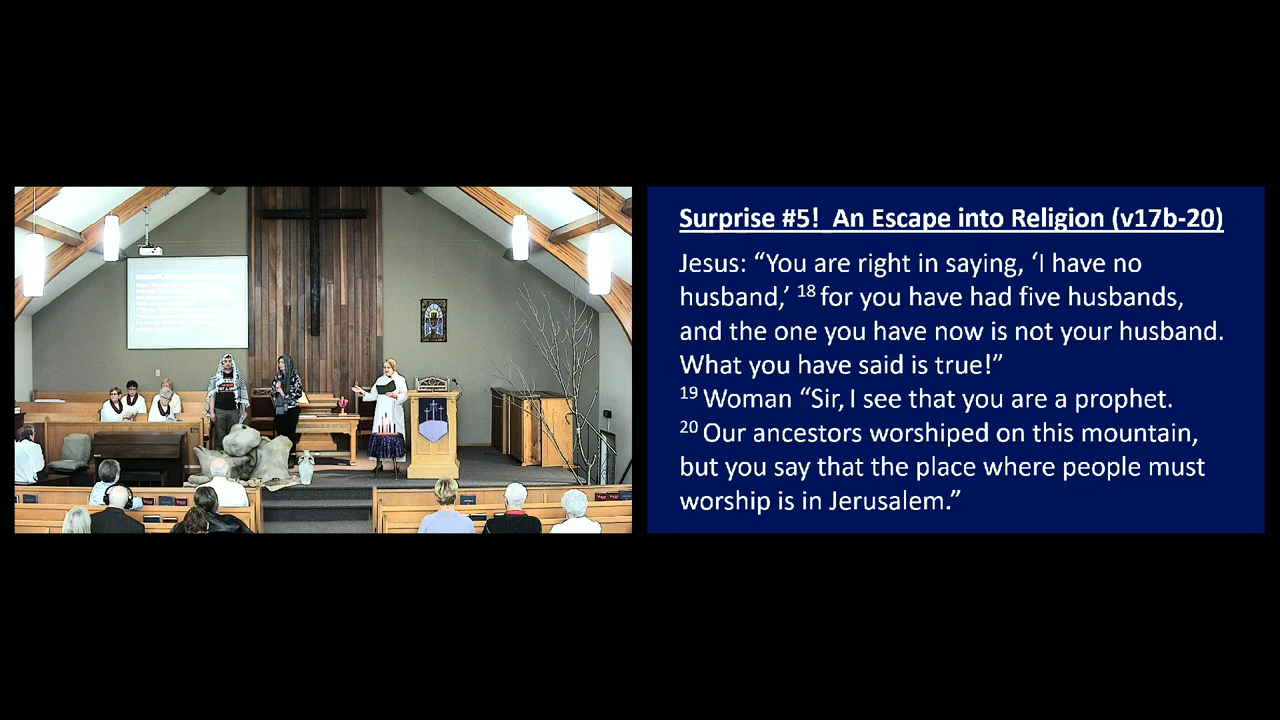 Surprise #5!  An Escape into Religion (v17b-20)
Jesus: “You are right in saying, ‘I have no
husband,’ 18 for you have had five husbands,
and the one you have now is not your husband.
What you have said is true!”
19 Woman “Sir, I see that you are a prophet.
20 Our ancestors worshiped on this mountain,
but you say that the place where people must
worship is in Jerusalem.”